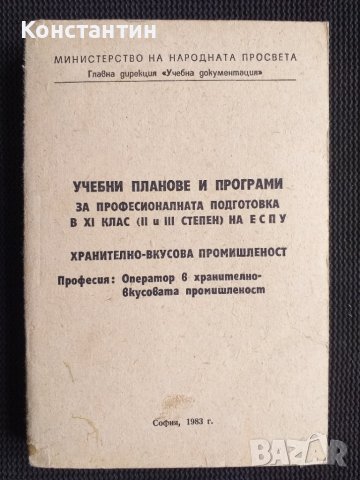 Константин
МИНИСТЕРСТВО НА НАРОДНАТА ПРОСВЕТА
Главна дирекция «Учебна документация»
УЧЕБНИ ПЛАНОВЕ И ПРОГРАМИ
ЗА ПРОФЕСИОНАЛНАТА ПОДГОТОВКА
В XI КЛАС (II и III СТЕПЕН) НА ЕСПУ
ХРАНИТЕЛНО-ВКУСОВА ПРОМИШЛЕНОСТ
Професия: Оператор в хранително-
вкусовата промишленост
София, 1983 г.
BAZAR